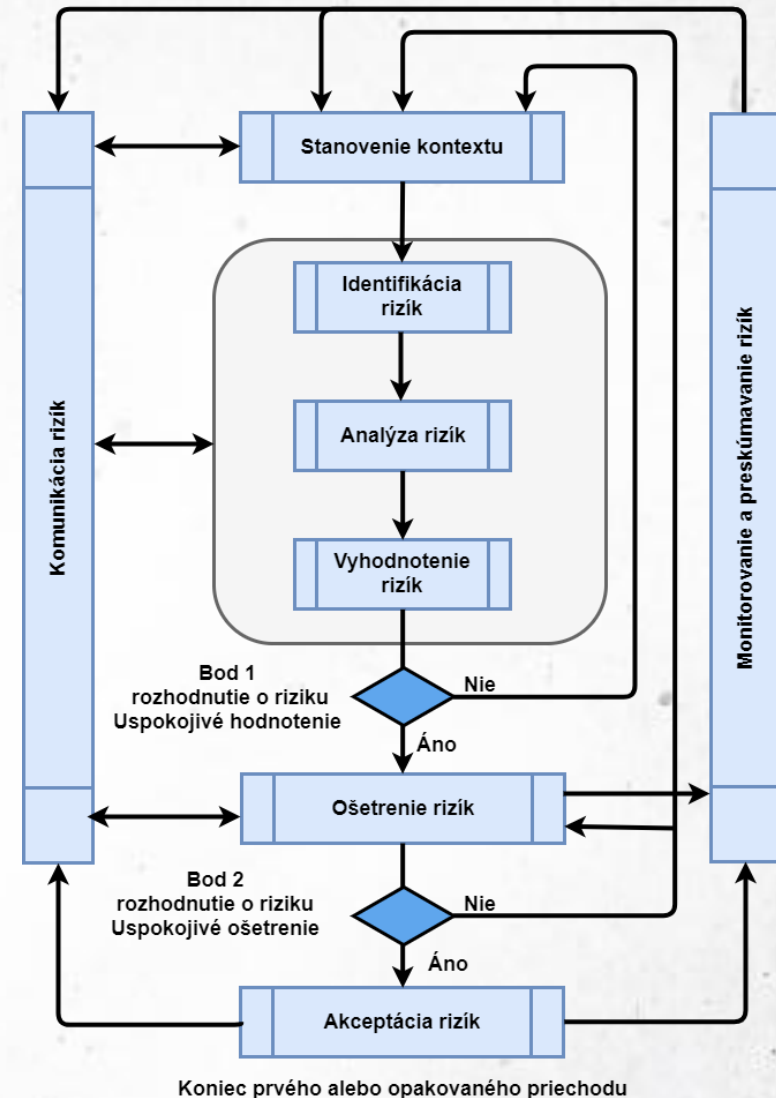 Stanovenie kontextu
Identifikácia
rizík
Analýza rizík
Vyhodnotenie
rizík
Komunikácia rizík
Monitorovanie a preskúmavanie rizík
Bod 1
rozhodnutie o riziku
Uspokojivé hodnotenie
Nie
Áno
Ošetrenie rizík
Bod 2
rozhodnutie o riziku
Uspokojivé ošetrenie
Nie
Áno
Akceptácia rizík
Koniec prvého alebo opakovaného priechodu